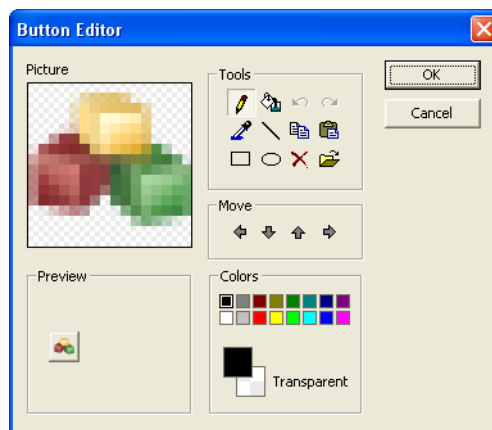 Button Editor
Picture
Tools
OK
Cancel
Move
Preview
Colors
Transparent